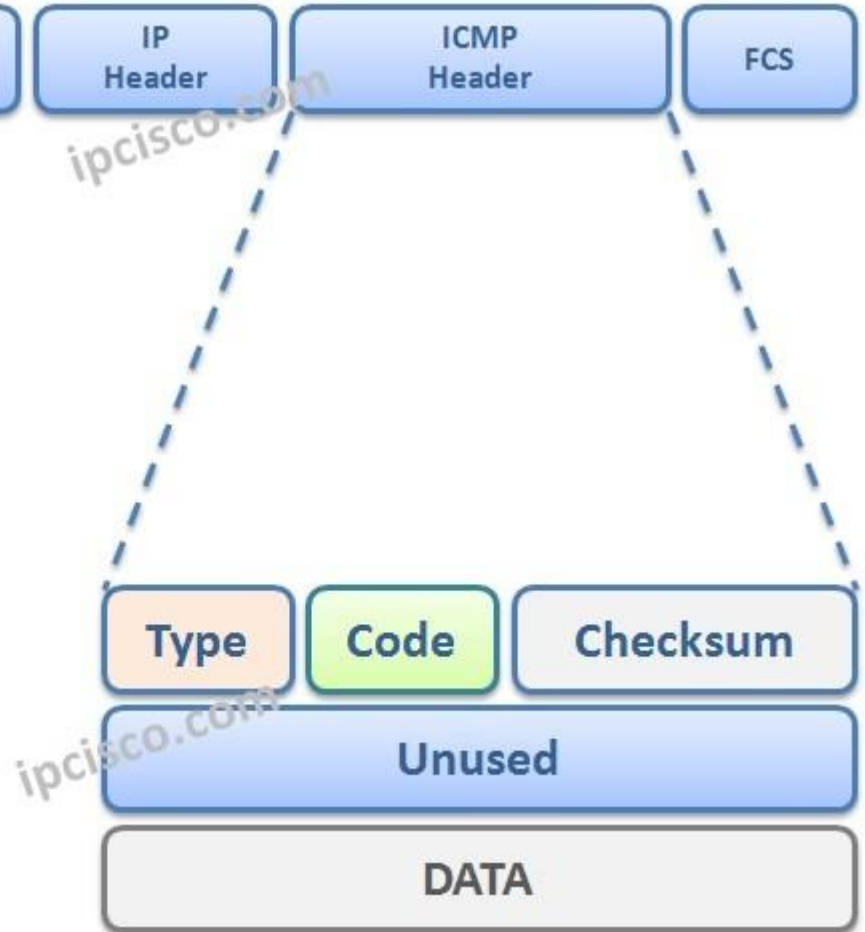 IP
Header
ICMP
Header
FCS
ipcisco.com
Type
Code
Checksum
ipcisco.com
Unused
DATA